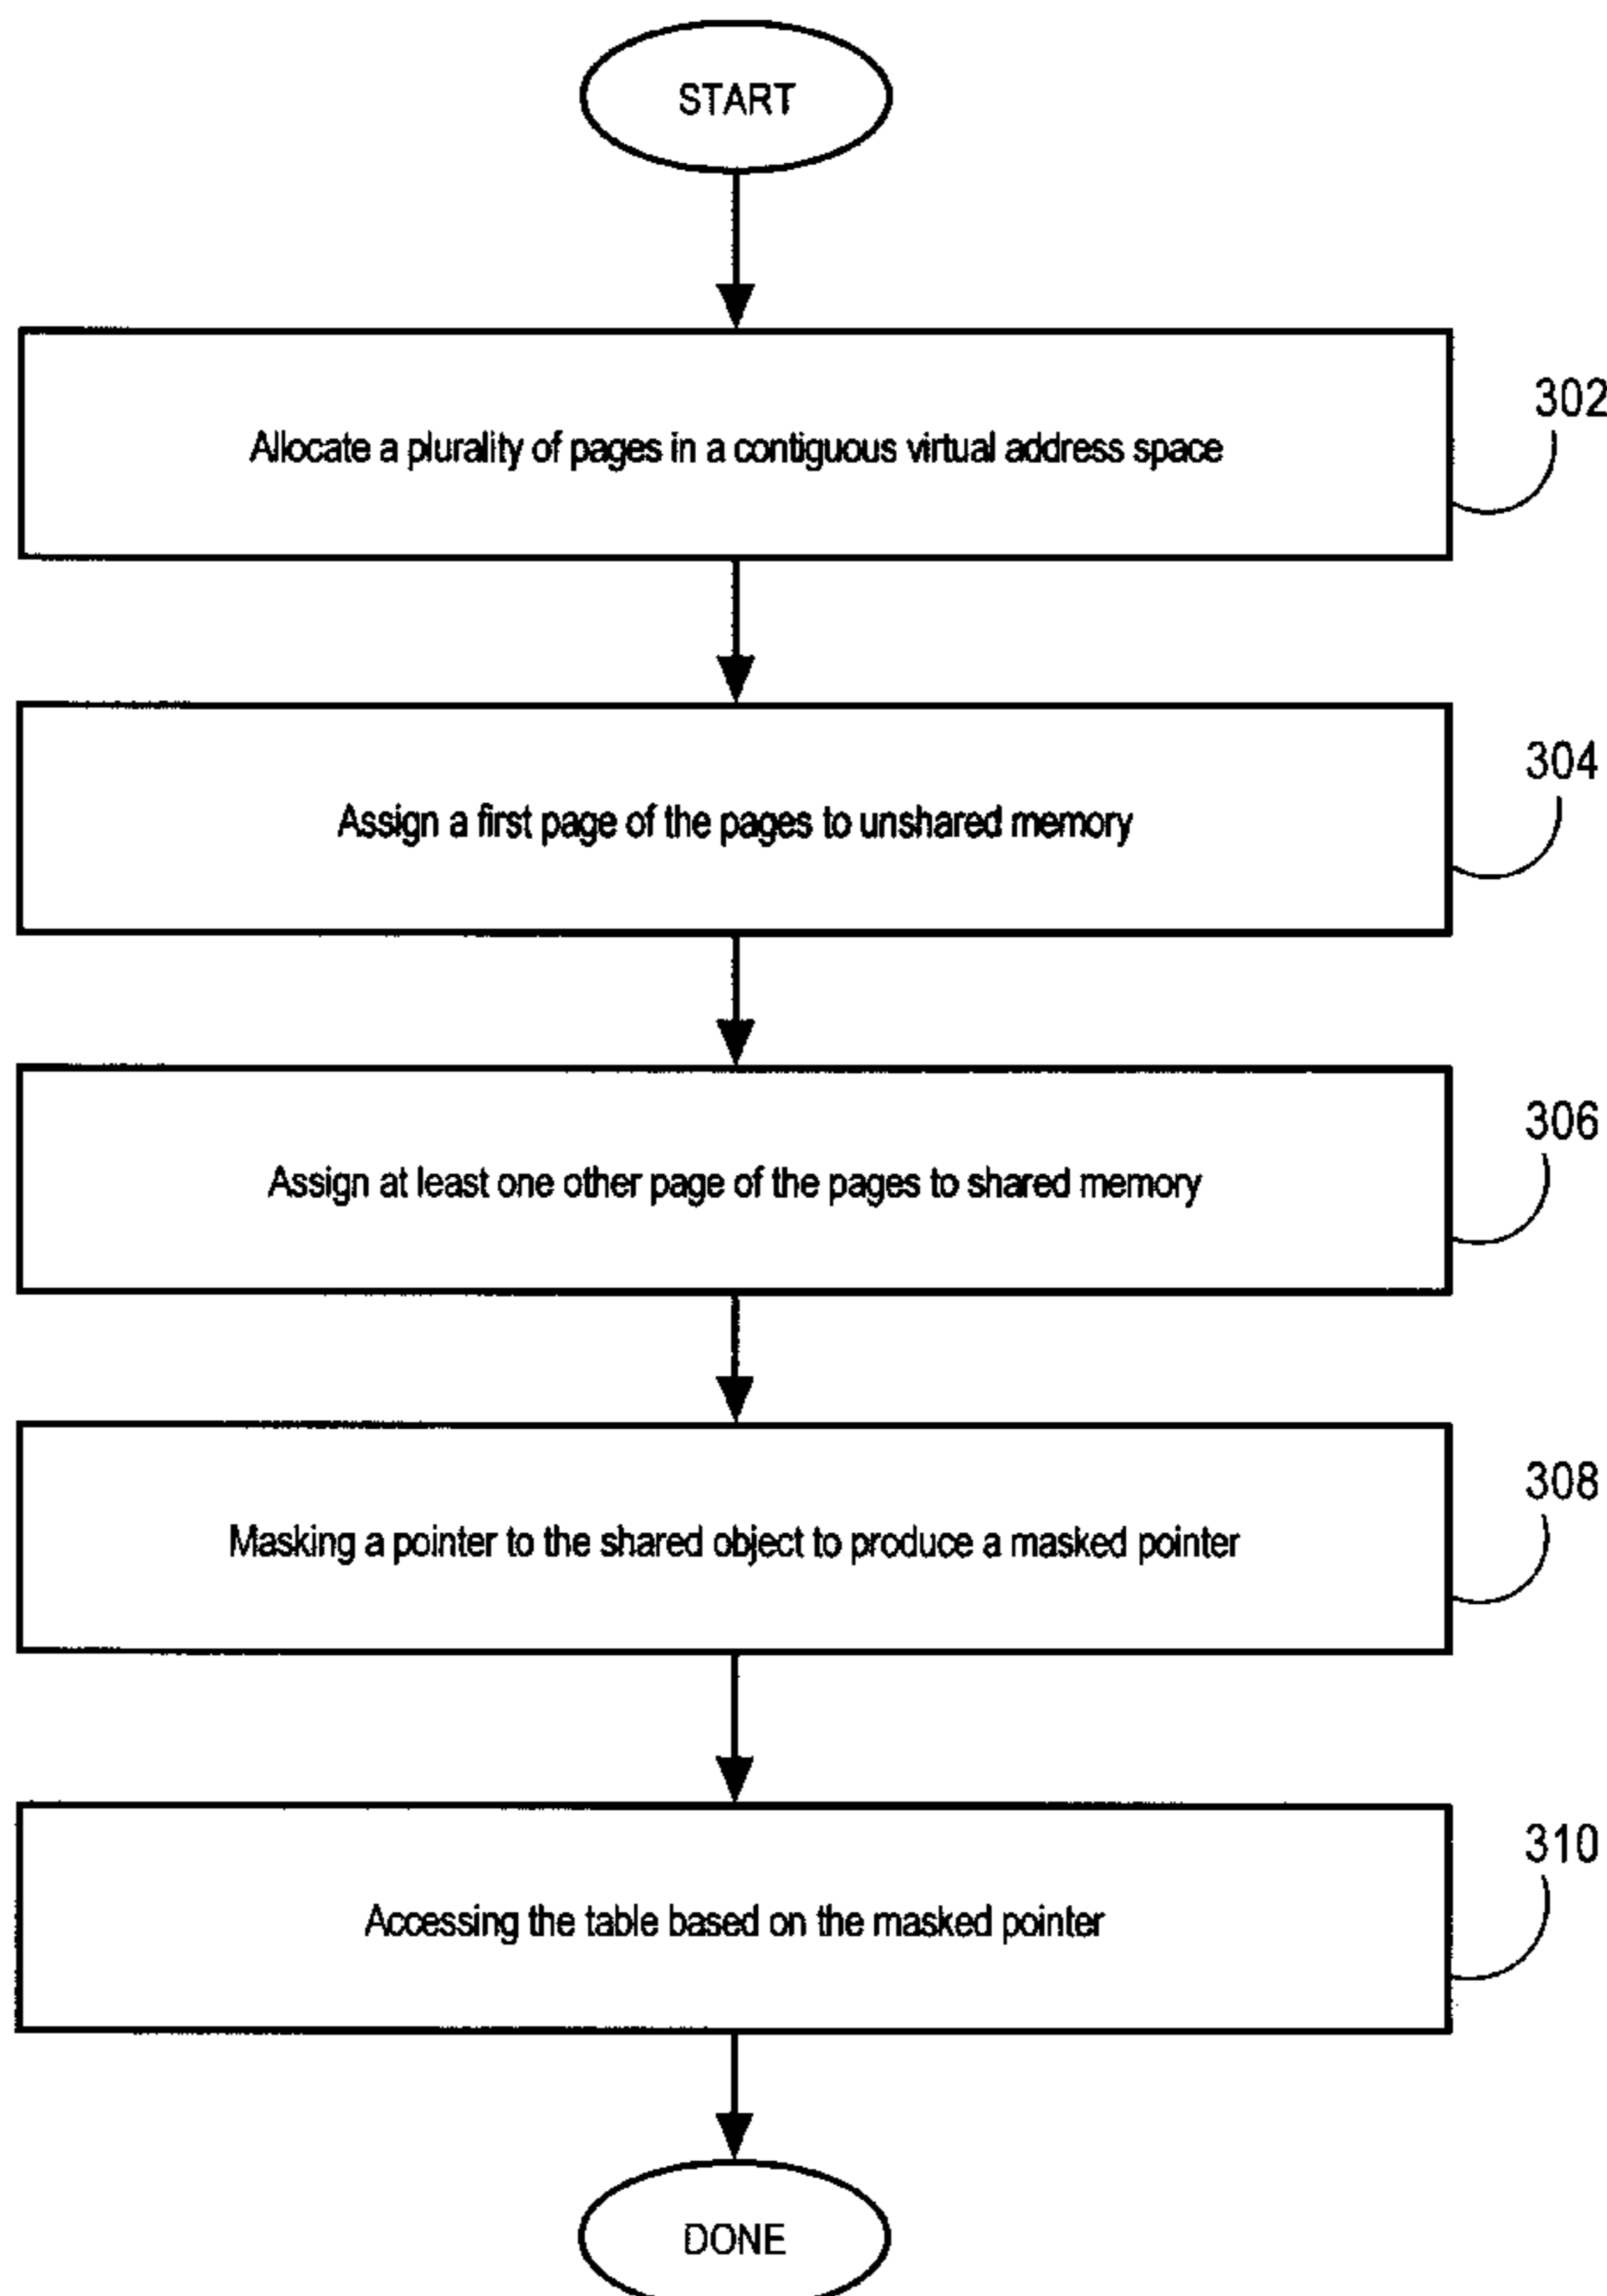 START
302
Allocate a plurality of pages in a contiguous virtual address space
304
Assign a first page of the pages to unshared memory
306
Assign at least one other page of the pages to shared memory
308
Masking a pointer to the shared object to produce a masked pointer
310
Accessing the table based on the masked pointer
DONE